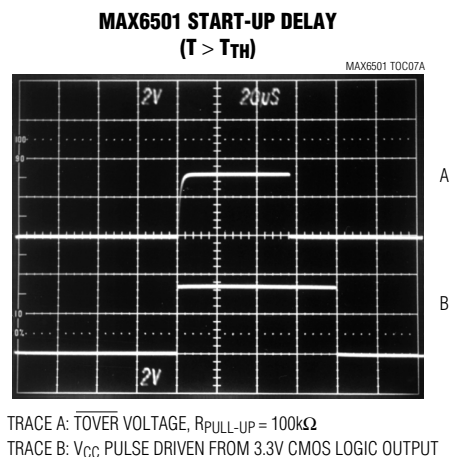 MAX6501 START-UP DELAY
(T > TTH)
MAX6501 TOC07A
2V 20uS
100
90
A
B
10
0%
2V
TRACE A: TOVER VOLTAGE, RPULL-UP = 100kΩ
TRACE B: VCC PULSE DRIVEN FROM 3.3V CMOS LOGIC OUTPUT